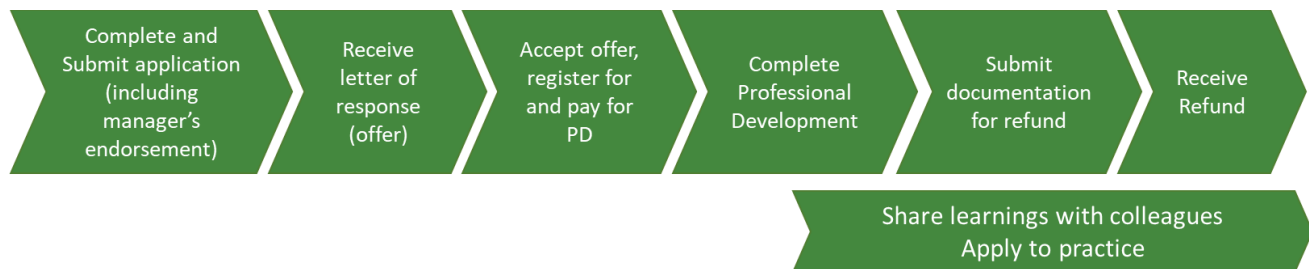 Complete and
Submit application
(including
manager's
endorsement)
Receive
letter of
response
(offer)
Accept offer,
register for
and pay for
PD
Complete
Professional
Development
Submit
documentation
for refund
Receive
Refund
Share learnings with colleagues
Apply to practice